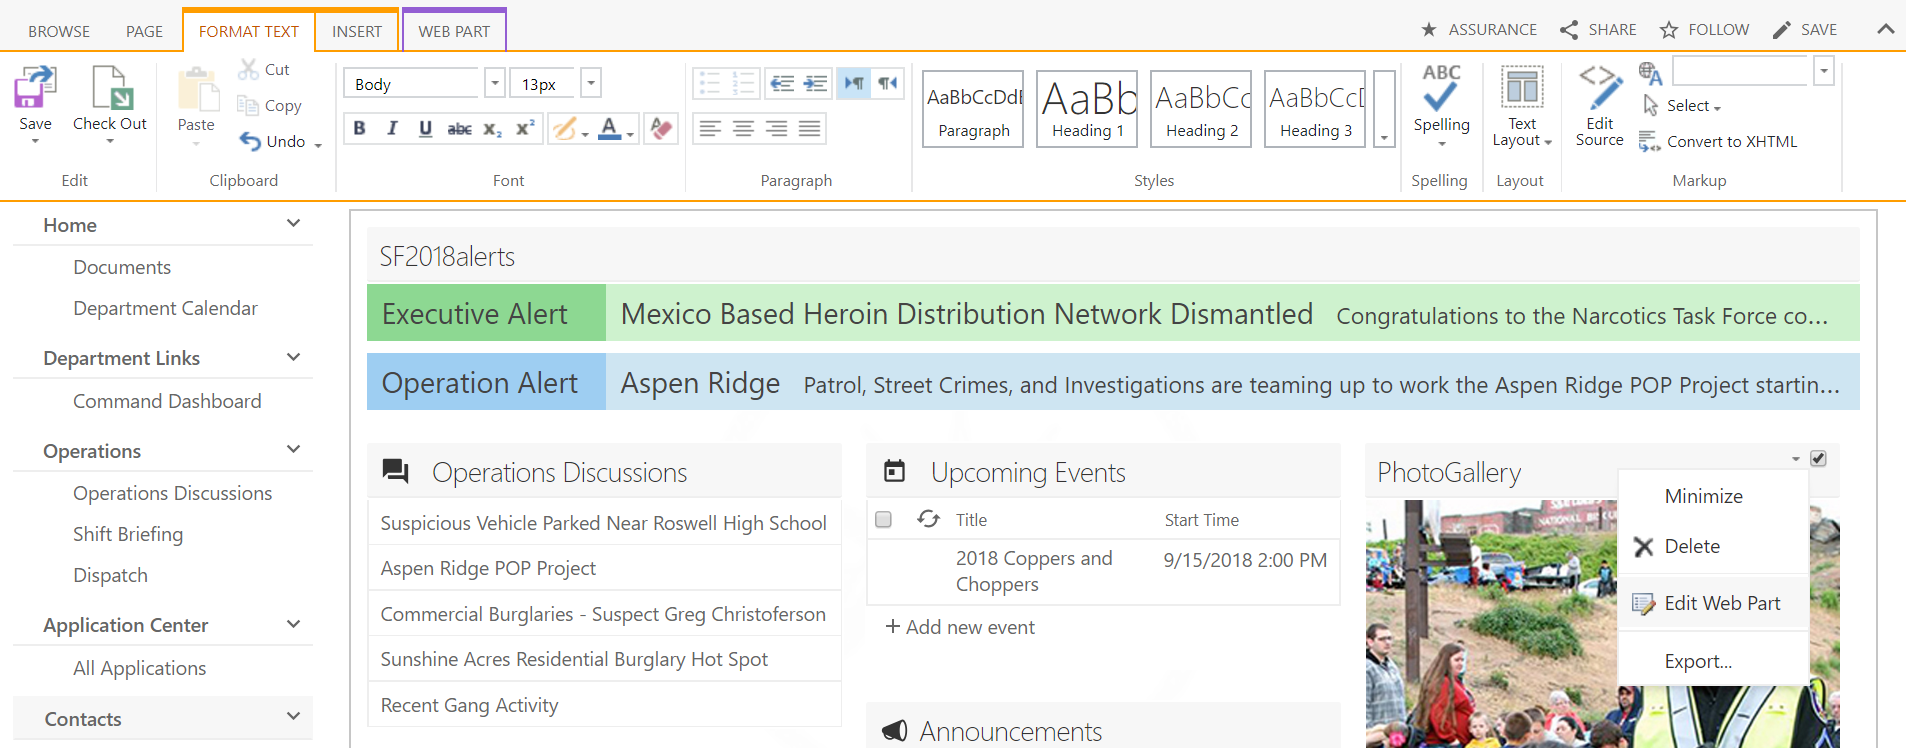 BROWSE PAGE FORMAT TEXT INSERT WEB PART ASSURANCE SHARE FOLLOW SAVE
Save
Check Out
Edit
Paste
Cut
Copy
Undo
Clipboard
Body 13px
B I U abc X₂ X² A
Font
Paragraph
AaBbCcDdE
Paragraph
AaBb
Heading 1
AaBbCc
Heading 2
AaBbCcD
Heading 3
Styles
ABC
Spelling
Spelling
Text
Layout
Layout
Edit
Source
Select
Convert to XHTML
Markup
Home
Documents
Department Calendar
Department Links
Command Dashboard
Operations
Operations Discussions
Shift Briefing
Dispatch
Application Center
All Applications
Contacts
SF2018alerts
Executive Alert Mexico Based Heroin Distribution Network Dismantled Congratulations to the Narcotics Task Force co...
Operation Alert Aspen Ridge Patrol, Street Crimes, and Investigations are teaming up to work the Aspen Ridge POP Project startin...
Operations Discussions
Suspicious Vehicle Parked Near Roswell High School
Aspen Ridge POP Project
Commercial Burglaries - Suspect Greg Christoferson
Sunshine Acres Residential Burglary Hot Spot
Recent Gang Activity
Upcoming Events
Title Start Time
2018 Coppers and
Choppers
9/15/2018 2:00 PM
+ Add new event
Announcements
PhotoGallery
Minimize
Delete
Edit Web Part
Export...